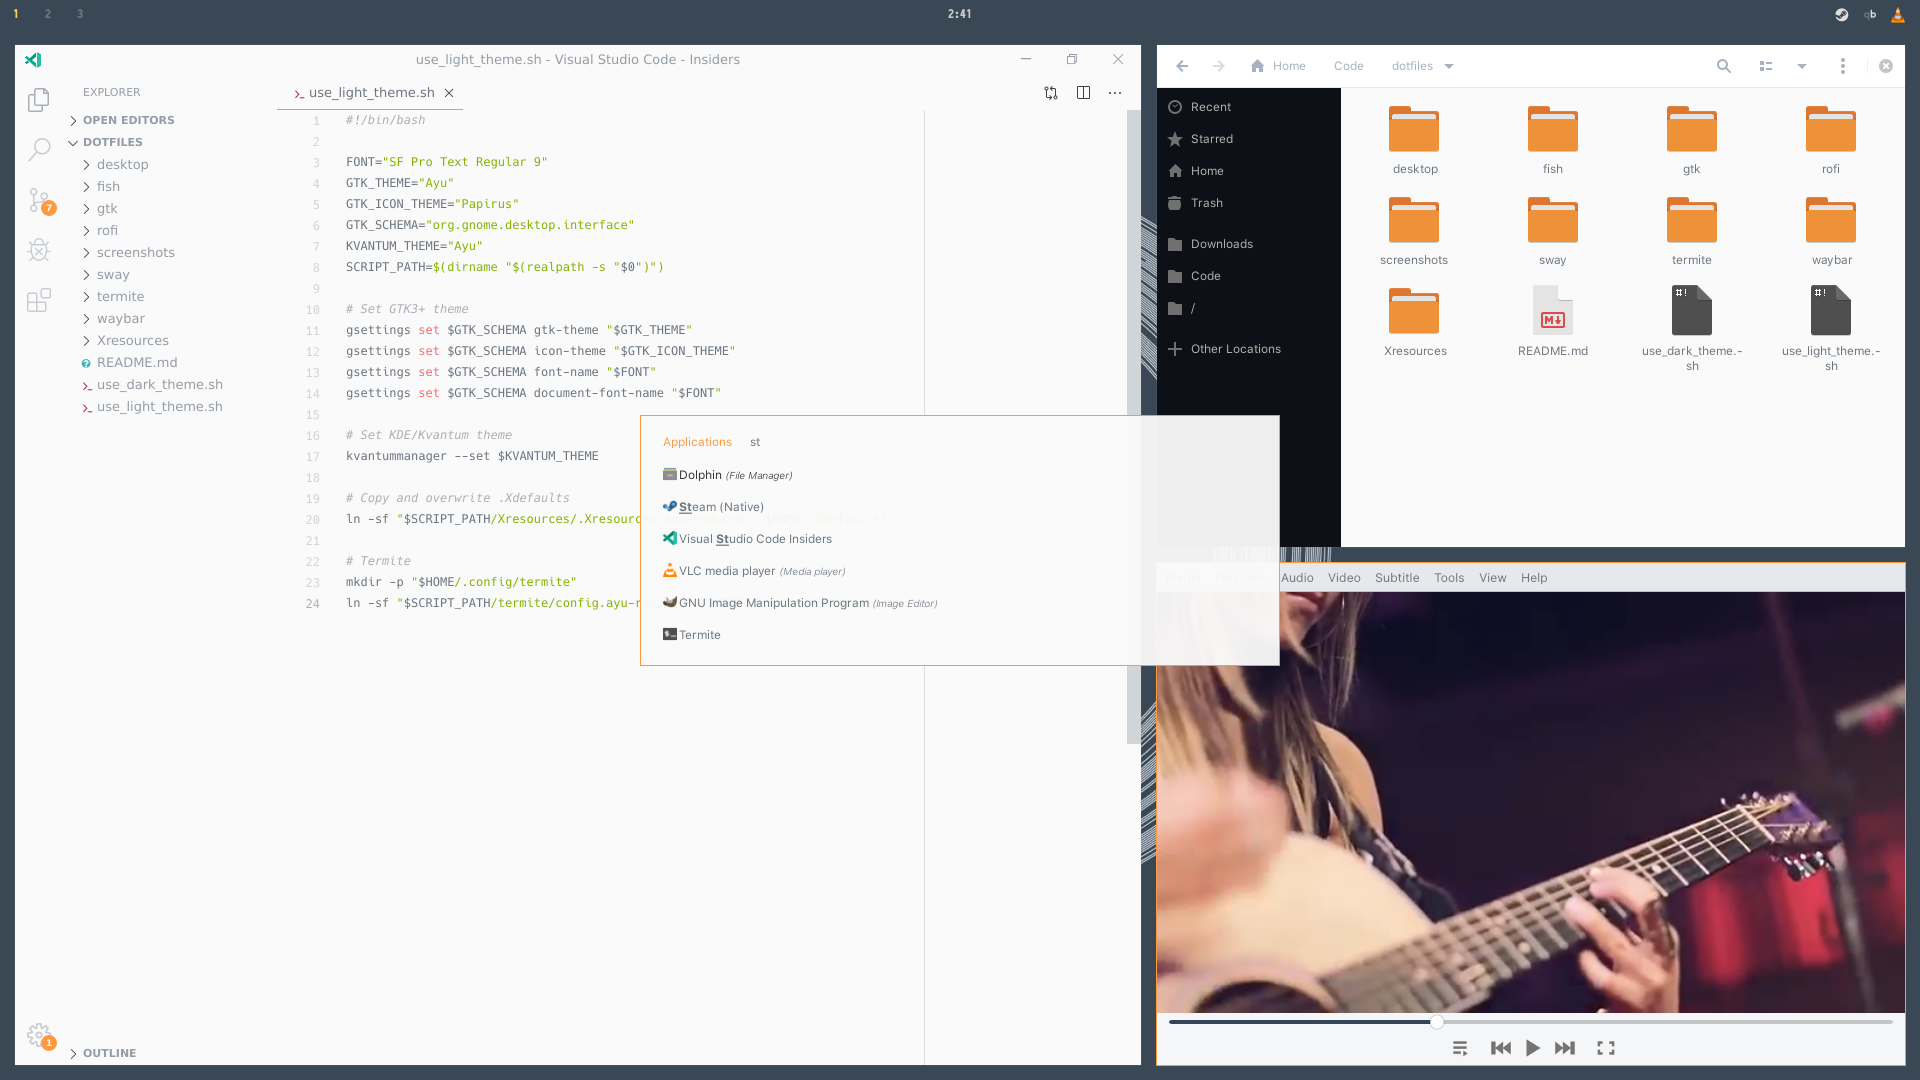 1 2 3
2:41
qb
use_light_theme.sh - Visual Studio Code - Insiders
EXPLORER
OPEN EDITORS
DOTFILES
desktop
fish
gtk
rofi
screenshots
sway
termite
waybar
Xresources
README.md
use_dark_theme.sh
use_light_theme.sh
7
1
OUTLINE
use_light_theme.sh
1 #!/bin/bash
2
3 FONT="SF Pro Text Regular 9"
4 GTK_THEME="Ayu"
5 GTK_ICON_THEME="Papirus"
6 GTK_SCHEMA="org.gnome.desktop.interface"
7 KVANTUM_THEME="Ayu"
8 SCRIPT_PATH=$(dirname "$(realpath -s "$0")")
9
10 # Set GTK3+ theme
11 gsettings set $GTK_SCHEMA gtk-theme "$GTK_THEME"
12 gsettings set $GTK_SCHEMA icon-theme "$GTK_ICON_THEME"
13 gsettings set $GTK_SCHEMA font-name "$FONT"
14 gsettings set $GTK_SCHEMA document-font-name "$FONT"
15
16 # Set KDE/Kvantum theme
17 kvantummanager --set $KVANTUM_THEME
18
19 # Copy and overwrite .Xdefaults
20 ln -sf "$SCRIPT_PATH/Xresources/.Xresourc
21
22 # Termite
23 mkdir -p "$HOME/.config/termite"
24 ln -sf "$SCRIPT_PATH/termite/config.ayu-
Applications st
Dolphin (File Manager)
Steam (Native)
Visual Studio Code Insiders
VLC media player (Media player)
GNU Image Manipulation Program (Image Editor)
Termite
Home Code dotfiles
Recent
Starred
Home
Trash
Downloads
Code
/
Other Locations
desktop fish gtk rofi
screenshots sway termite waybar
#! #!
Xresources README.md use_dark_theme.-
sh use_light_theme.-
sh
Audio Video Subtitle Tools View Help